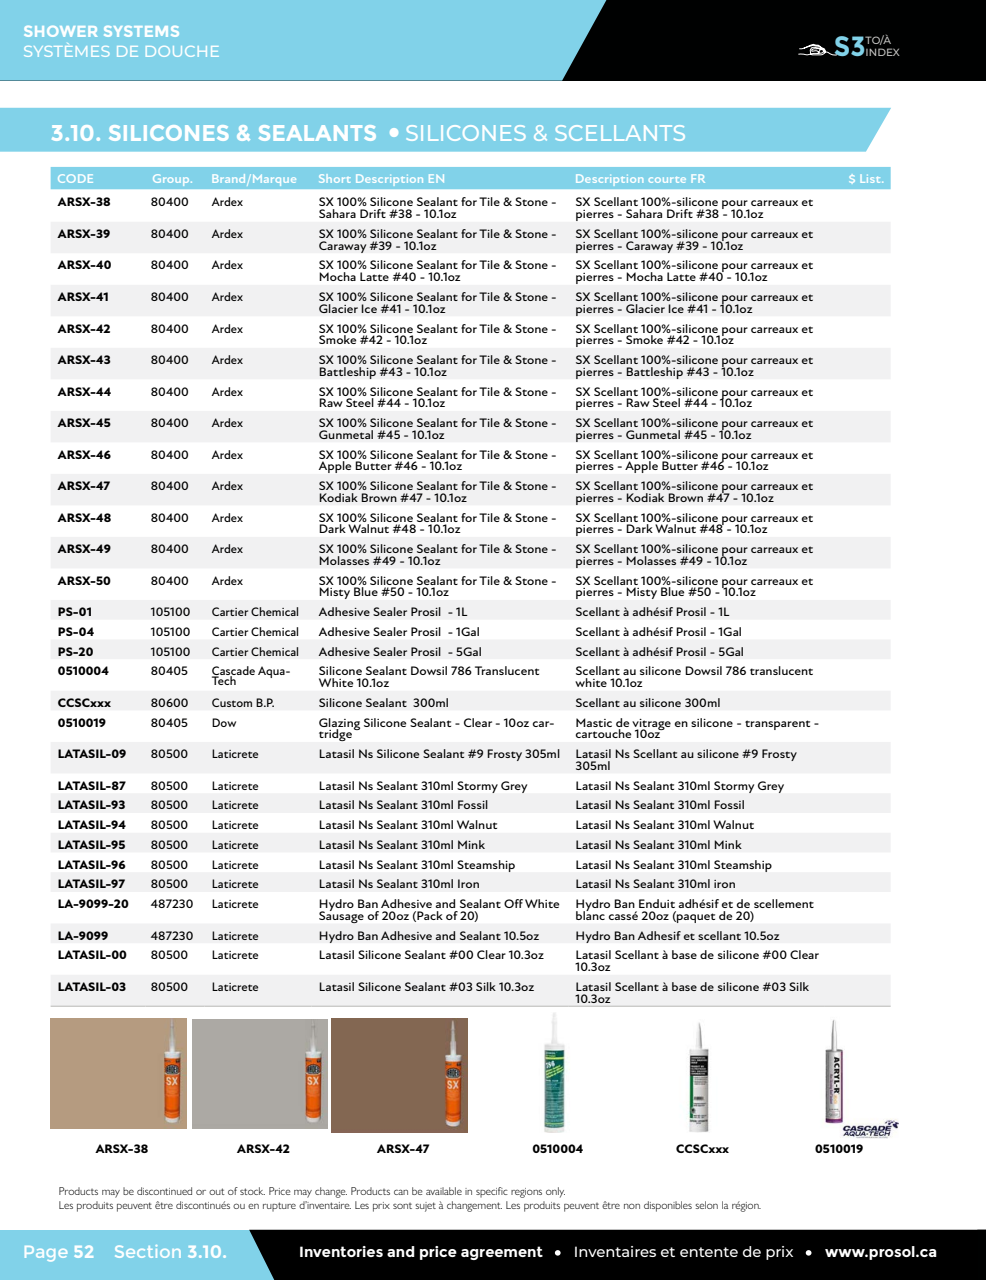 SHOWER SYSTEMS
SYSTÈMES DE DOUCHE
S3 TO/À
INDEX
3.10. SILICONES & SEALANTS • SILICONES & SCELLANTS
CODE Group. Brand/Marque Short Description EN Description courte FR $ List.
ARSX-38 80400 Ardex SX 100% Silicone Sealant for Tile & Stone - SX Scellant 100%-silicone pour carreaux et
Sahara Drift #38 - 10.1oz pierres - Sahara Drift #38 - 10.1oz
ARSX-39 80400 Ardex SX 100% Silicone Sealant for Tile & Stone - SX Scellant 100%-silicone pour carreaux et
Caraway #39 - 10.1oz pierres - Caraway #39 - 10.1oz
ARSX-40 80400 Ardex SX 100% Silicone Sealant for Tile & Stone - SX Scellant 100%-silicone pour carreaux et
Mocha Latte #40 - 10.1oz pierres - Mocha Latte #40 - 10.1oz
ARSX-41 80400 Ardex SX 100% Silicone Sealant for Tile & Stone - SX Scellant 100%-silicone pour carreaux et
Glacier Ice #41 - 10.1oz pierres - Glacier Ice #41 - 10.1oz
ARSX-42 80400 Ardex SX 100% Silicone Sealant for Tile & Stone - SX Scellant 100%-silicone pour carreaux et
Smoke #42 - 10.1oz pierres - Smoke #42 - 10.1oz
ARSX-43 80400 Ardex SX 100% Silicone Sealant for Tile & Stone - SX Scellant 100%-silicone pour carreaux et
Battleship #43 - 10.1oz pierres - Battleship #43 - 10.1oz
ARSX-44 80400 Ardex SX 100% Silicone Sealant for Tile & Stone - SX Scellant 100%-silicone pour carreaux et
Raw Steel #44 - 10.1oz pierres - Raw Steel #44 - 10.1oz
ARSX-45 80400 Ardex SX 100% Silicone Sealant for Tile & Stone - SX Scellant 100%-silicone pour carreaux et
Gunmetal #45 - 10.1oz pierres - Gunmetal #45 - 10.1oz
ARSX-46 80400 Ardex SX 100% Silicone Sealant for Tile & Stone - SX Scellant 100%-silicone pour carreaux et
Apple Butter #46 - 10.1oz pierres - Apple Butter #46 - 10.1oz
ARSX-47 80400 Ardex SX 100% Silicone Sealant for Tile & Stone - SX Scellant 100%-silicone pour carreaux et
Kodiak Brown #47 - 10.1oz pierres - Kodiak Brown #47 - 10.1oz
ARSX-48 80400 Ardex SX 100% Silicone Sealant for Tile & Stone - SX Scellant 100%-silicone pour carreaux et
Dark Walnut #48 - 10.1oz pierres - Dark Walnut #48 - 10.1oz
ARSX-49 80400 Ardex SX 100% Silicone Sealant for Tile & Stone - SX Scellant 100%-silicone pour carreaux et
Molasses #49 - 10.1oz pierres - Molasses #49 - 10.1oz
ARSX-50 80400 Ardex SX 100% Silicone Sealant for Tile & Stone - SX Scellant 100%-silicone pour carreaux et
Misty Blue #50 - 10.1oz pierres - Misty Blue #50 - 10.1oz
PS-01 105100 Cartier Chemical Adhesive Sealer Prosil - 1L Scellant à adhésif Prosil - 1L
PS-04 105100 Cartier Chemical Adhesive Sealer Prosil - 1Gal Scellant à adhésif Prosil - 1Gal
PS-20 105100 Cartier Chemical Adhesive Sealer Prosil - 5Gal Scellant à adhésif Prosil - 5Gal
0510004 80405 Cascade Aqua- Silicone Sealant Dowsil 786 Translucent Scellant au silicone Dowsil 786 translucent
Tech White 10.1oz white 10.1oz
CCSCxxx 80600 Custom B.P. Silicone Sealant 300ml Scellant au silicone 300ml
0510019 80405 Dow Glazing Silicone Sealant - Clear - 10oz car- Mastic de vitrage en silicone - transparent -
tridge cartouche 10oz
LATASIL-09 80500 Laticrete Latasil Ns Silicone Sealant #9 Frosty 305ml Latasil Ns Scellant au silicone #9 Frosty
305ml
LATASIL-87 80500 Laticrete Latasil Ns Sealant 310ml Stormy Grey Latasil Ns Sealant 310ml Stormy Grey
LATASIL-93 80500 Laticrete Latasil Ns Sealant 310ml Fossil Latasil Ns Sealant 310ml Fossil
LATASIL-94 80500 Laticrete Latasil Ns Sealant 310ml Walnut Latasil Ns Sealant 310ml Walnut
LATASIL-95 80500 Laticrete Latasil Ns Sealant 310ml Mink Latasil Ns Sealant 310ml Mink
LATASIL-96 80500 Laticrete Latasil Ns Sealant 310ml Steamship Latasil Ns Sealant 310ml Steamship
LATASIL-97 80500 Laticrete Latasil Ns Sealant 310ml Iron Latasil Ns Sealant 310ml iron
LA-9099-20 487230 Laticrete Hydro Ban Adhesive and Sealant Off White Hydro Ban Enduit adhésif et de scellement
Sausage of 20oz (Pack of 20) blanc cassé 20oz (paquet de 20)
LA-9099 487230 Laticrete Hydro Ban Adhesive and Sealant 10.5oz Hydro Ban Adhesif et scellant 10.5oz
LATASIL-00 80500 Laticrete Latasil Silicone Sealant #00 Clear 10.3oz Latasil Scellant à base de silicone #00 Clear
10.3oz
LATASIL-03 80500 Laticrete Latasil Silicone Sealant #03 Silk 10.3oz Latasil Scellant à base de silicone #03 Silk
10.3oz
ARDEX SX ARDEX SX ARDEX SX ACRYL-R
CASCADE
AQUA-TECH
ARSX-38 ARSX-42 ARSX-47 0510004 CCSCxxx 0510019
Products may be discontinued or out of stock. Price may change. Products can be available in specific regions only.
Les produits peuvent être discontinués ou en rupture d'inventaire. Les prix sont sujet à changement. Les produits peuvent être non disponibles selon la région.
Page 52 Section 3.10. Inventories and price agreement • Inventaires et entente de prix • www.prosol.ca